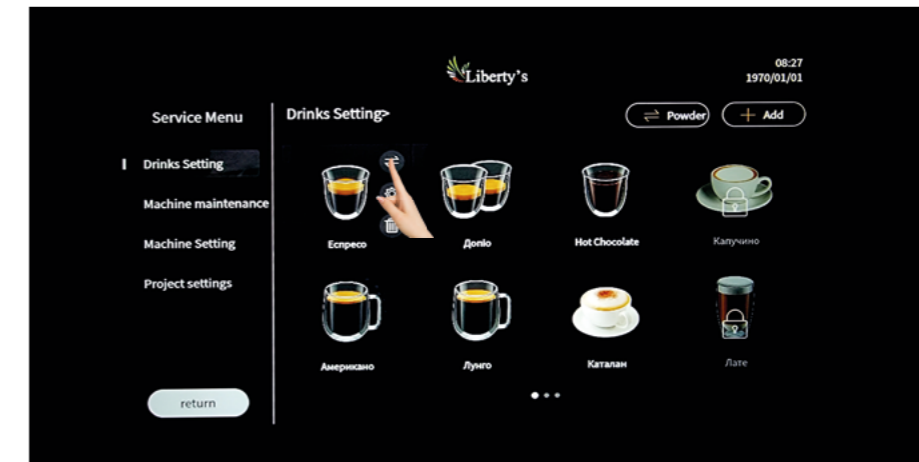 Liberty's
08:27
1970/01/01
Service Menu
Drinks Setting>
Powder
Add
Drinks Setting
Machine maintenance
Machine Setting
Project settings
Еспресо
Допіо
Hot Chocolate
Капучино
Американо
Лунго
Каталан
Лате
return